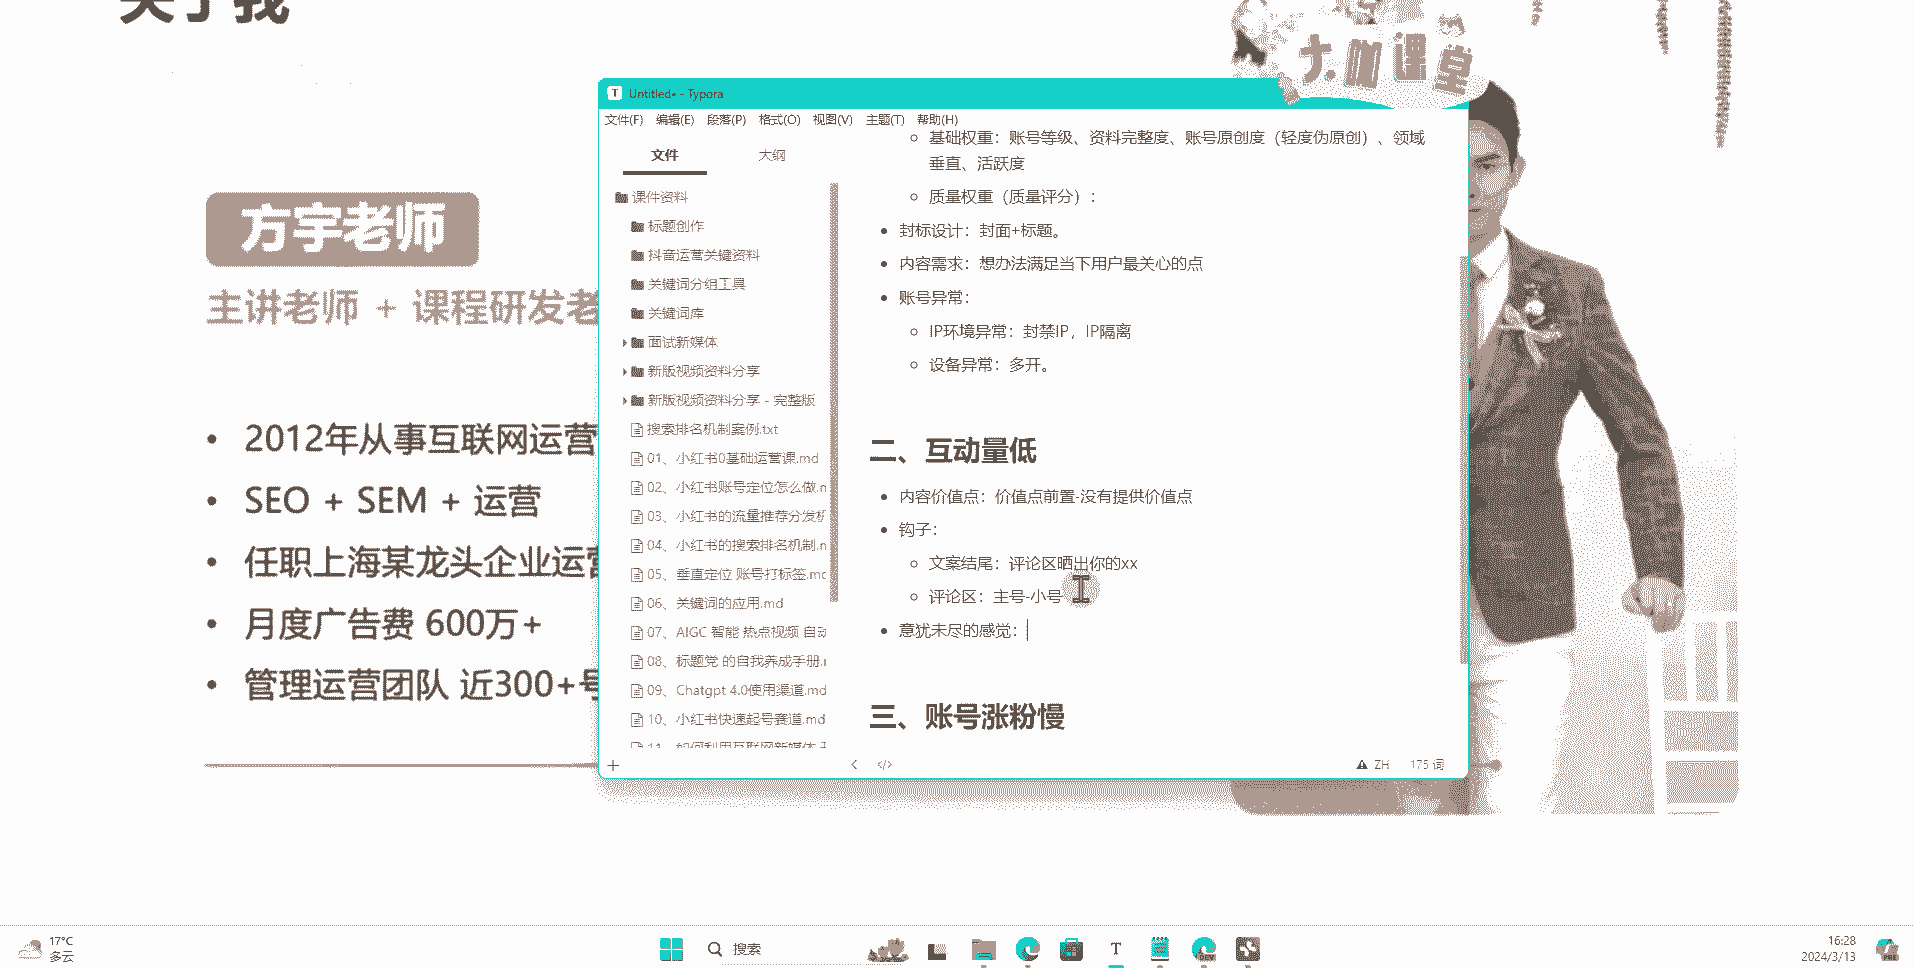 关于我
大咖课堂
方宇老师
主讲老师 + 课程研发老
2012年从事互联网运营
SEO + SEM + 运营
任职上海某龙头企业运营
月度广告费 600万+
管理运营团队 近300+号
Untitled• - Typora
文件(F) 编辑(E) 段落(P) 格式(O) 视图(V) 主题(T) 帮助(H)
文件 大纲
课件资料
标题创作
抖音运营关键资料
关键词分组工具
关键词库
面试新媒体
新版视频资料分享
新版视频资料分享 - 完整版
搜索排名机制案例.txt
01、小红书0基础运营课.md
02、小红书账号定位怎么做.n
03、小红书的流量推荐分发机
04、小红书的搜索排名机制.n
05、垂直定位 账号打标签.mc
06、关键词的应用.md
07、AIGC 智能 热点视频 自动
08、标题党 的自我养成手册.r
09、Chatgpt 4.0使用渠道.md
10、小红书快速起号赛道.md
11、如何利用互联网新媒体
基础权重：账号等级、资料完整度、账号原创度（轻度伪原创）、领域
垂直、活跃度
质量权重（质量评分）：
封标设计：封面+标题。
内容需求：想办法满足当下用户最关心的点
账号异常：
IP环境异常：封禁IP，IP隔离
设备异常：多开。
二、互动量低
内容价值点：价值点前置-没有提供价值点
钩子：
文案结尾：评论区晒出你的xx
评论区：主号-小号
意犹未尽的感觉：
三、账号涨粉慢
ZH 175 词
17°C
多云
搜索
T
DEV
16:28
2024/3/13
PRE